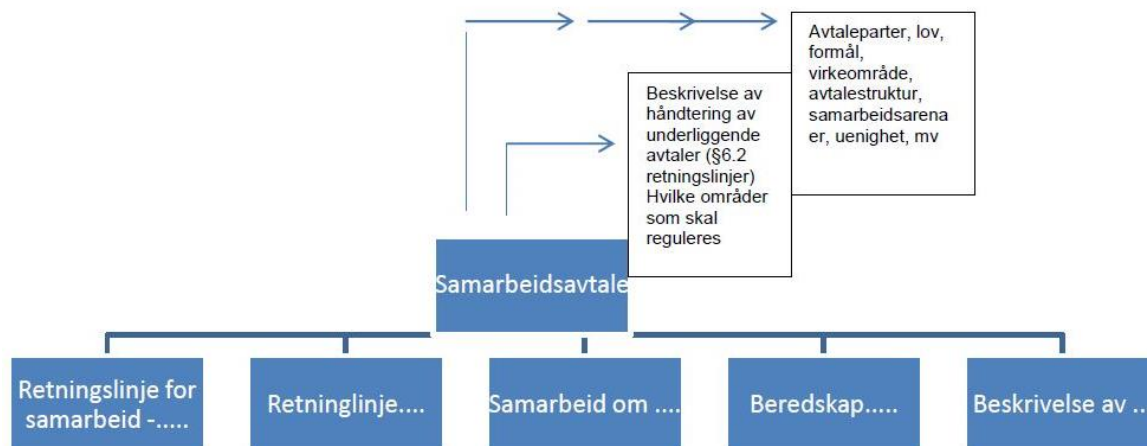 Avtaleparter, lov,
formål,
virkeområde,
avtalestruktur,
samarbeidsarena
er, uenighet, mv
Beskrivelse av
håndtering av
underliggende
avtaler (§6.2
retningslinjer)
Hvilke områder
som skal
reguleres
Samarbeidsavtale
Retningslinje for
samarbeid -.....
Retninglinje....
Samarbeid om ....
Beredskap.....
Beskrivelse av ..